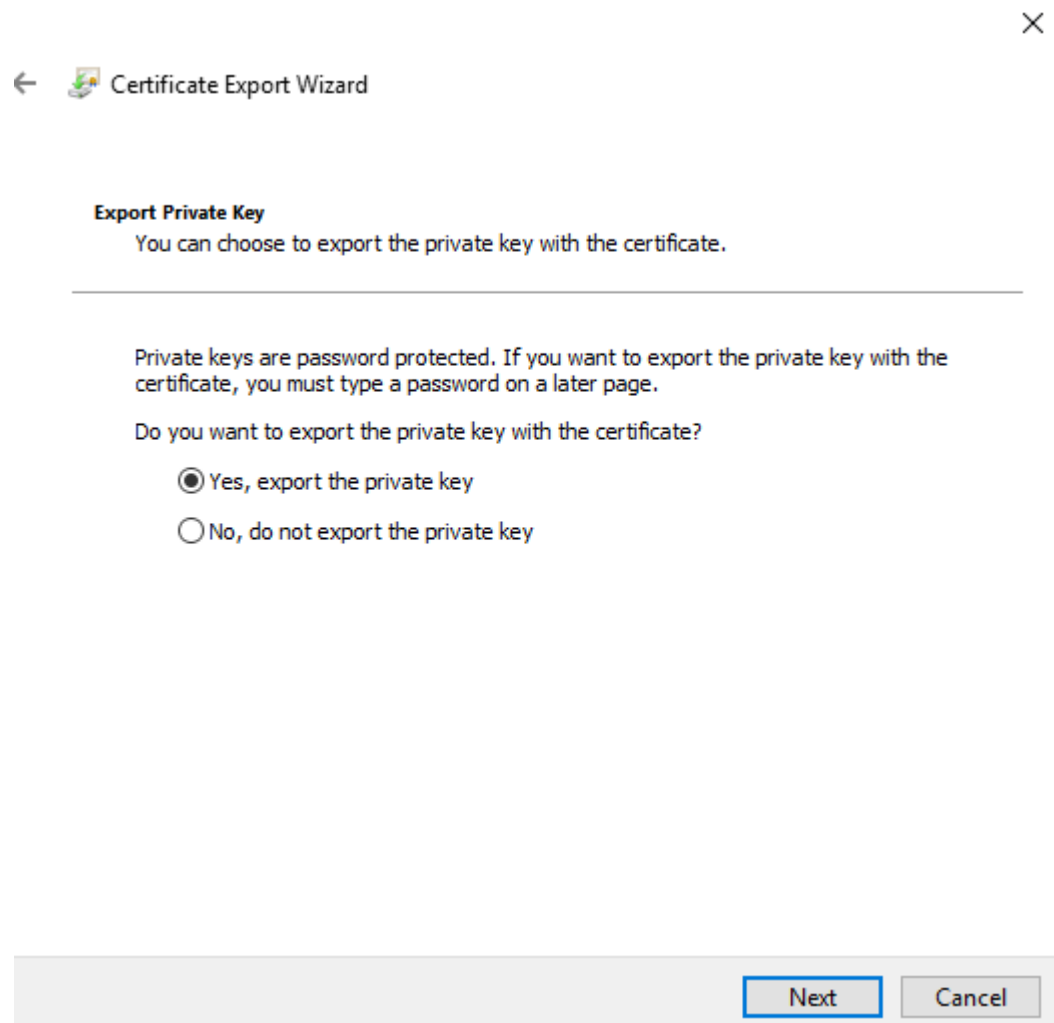 Certificate Export Wizard
Export Private Key
You can choose to export the private key with the certificate.
Private keys are password protected. If you want to export the private key with the
certificate, you must type a password on a later page.
Do you want to export the private key with the certificate?
Yes, export the private key
No, do not export the private key
Next Cancel